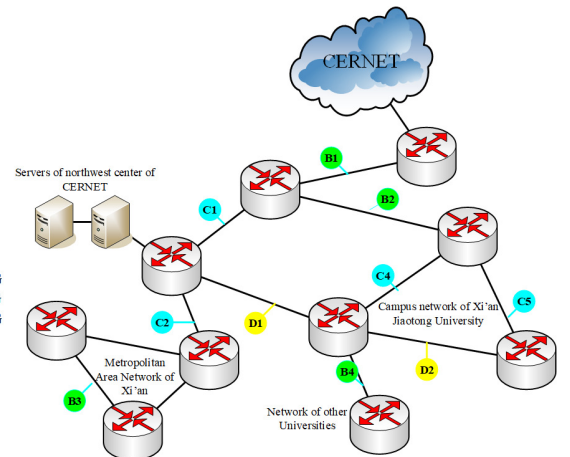 CERNET
B1
Servers of northwest center of
CERNET
B2
C1
C4
Campus network of Xi’an
Jiaotong University
C5
C2
D1
Metropolitan
Area Network of
Xi’an
B3
B4
D2
Network of other
Universities